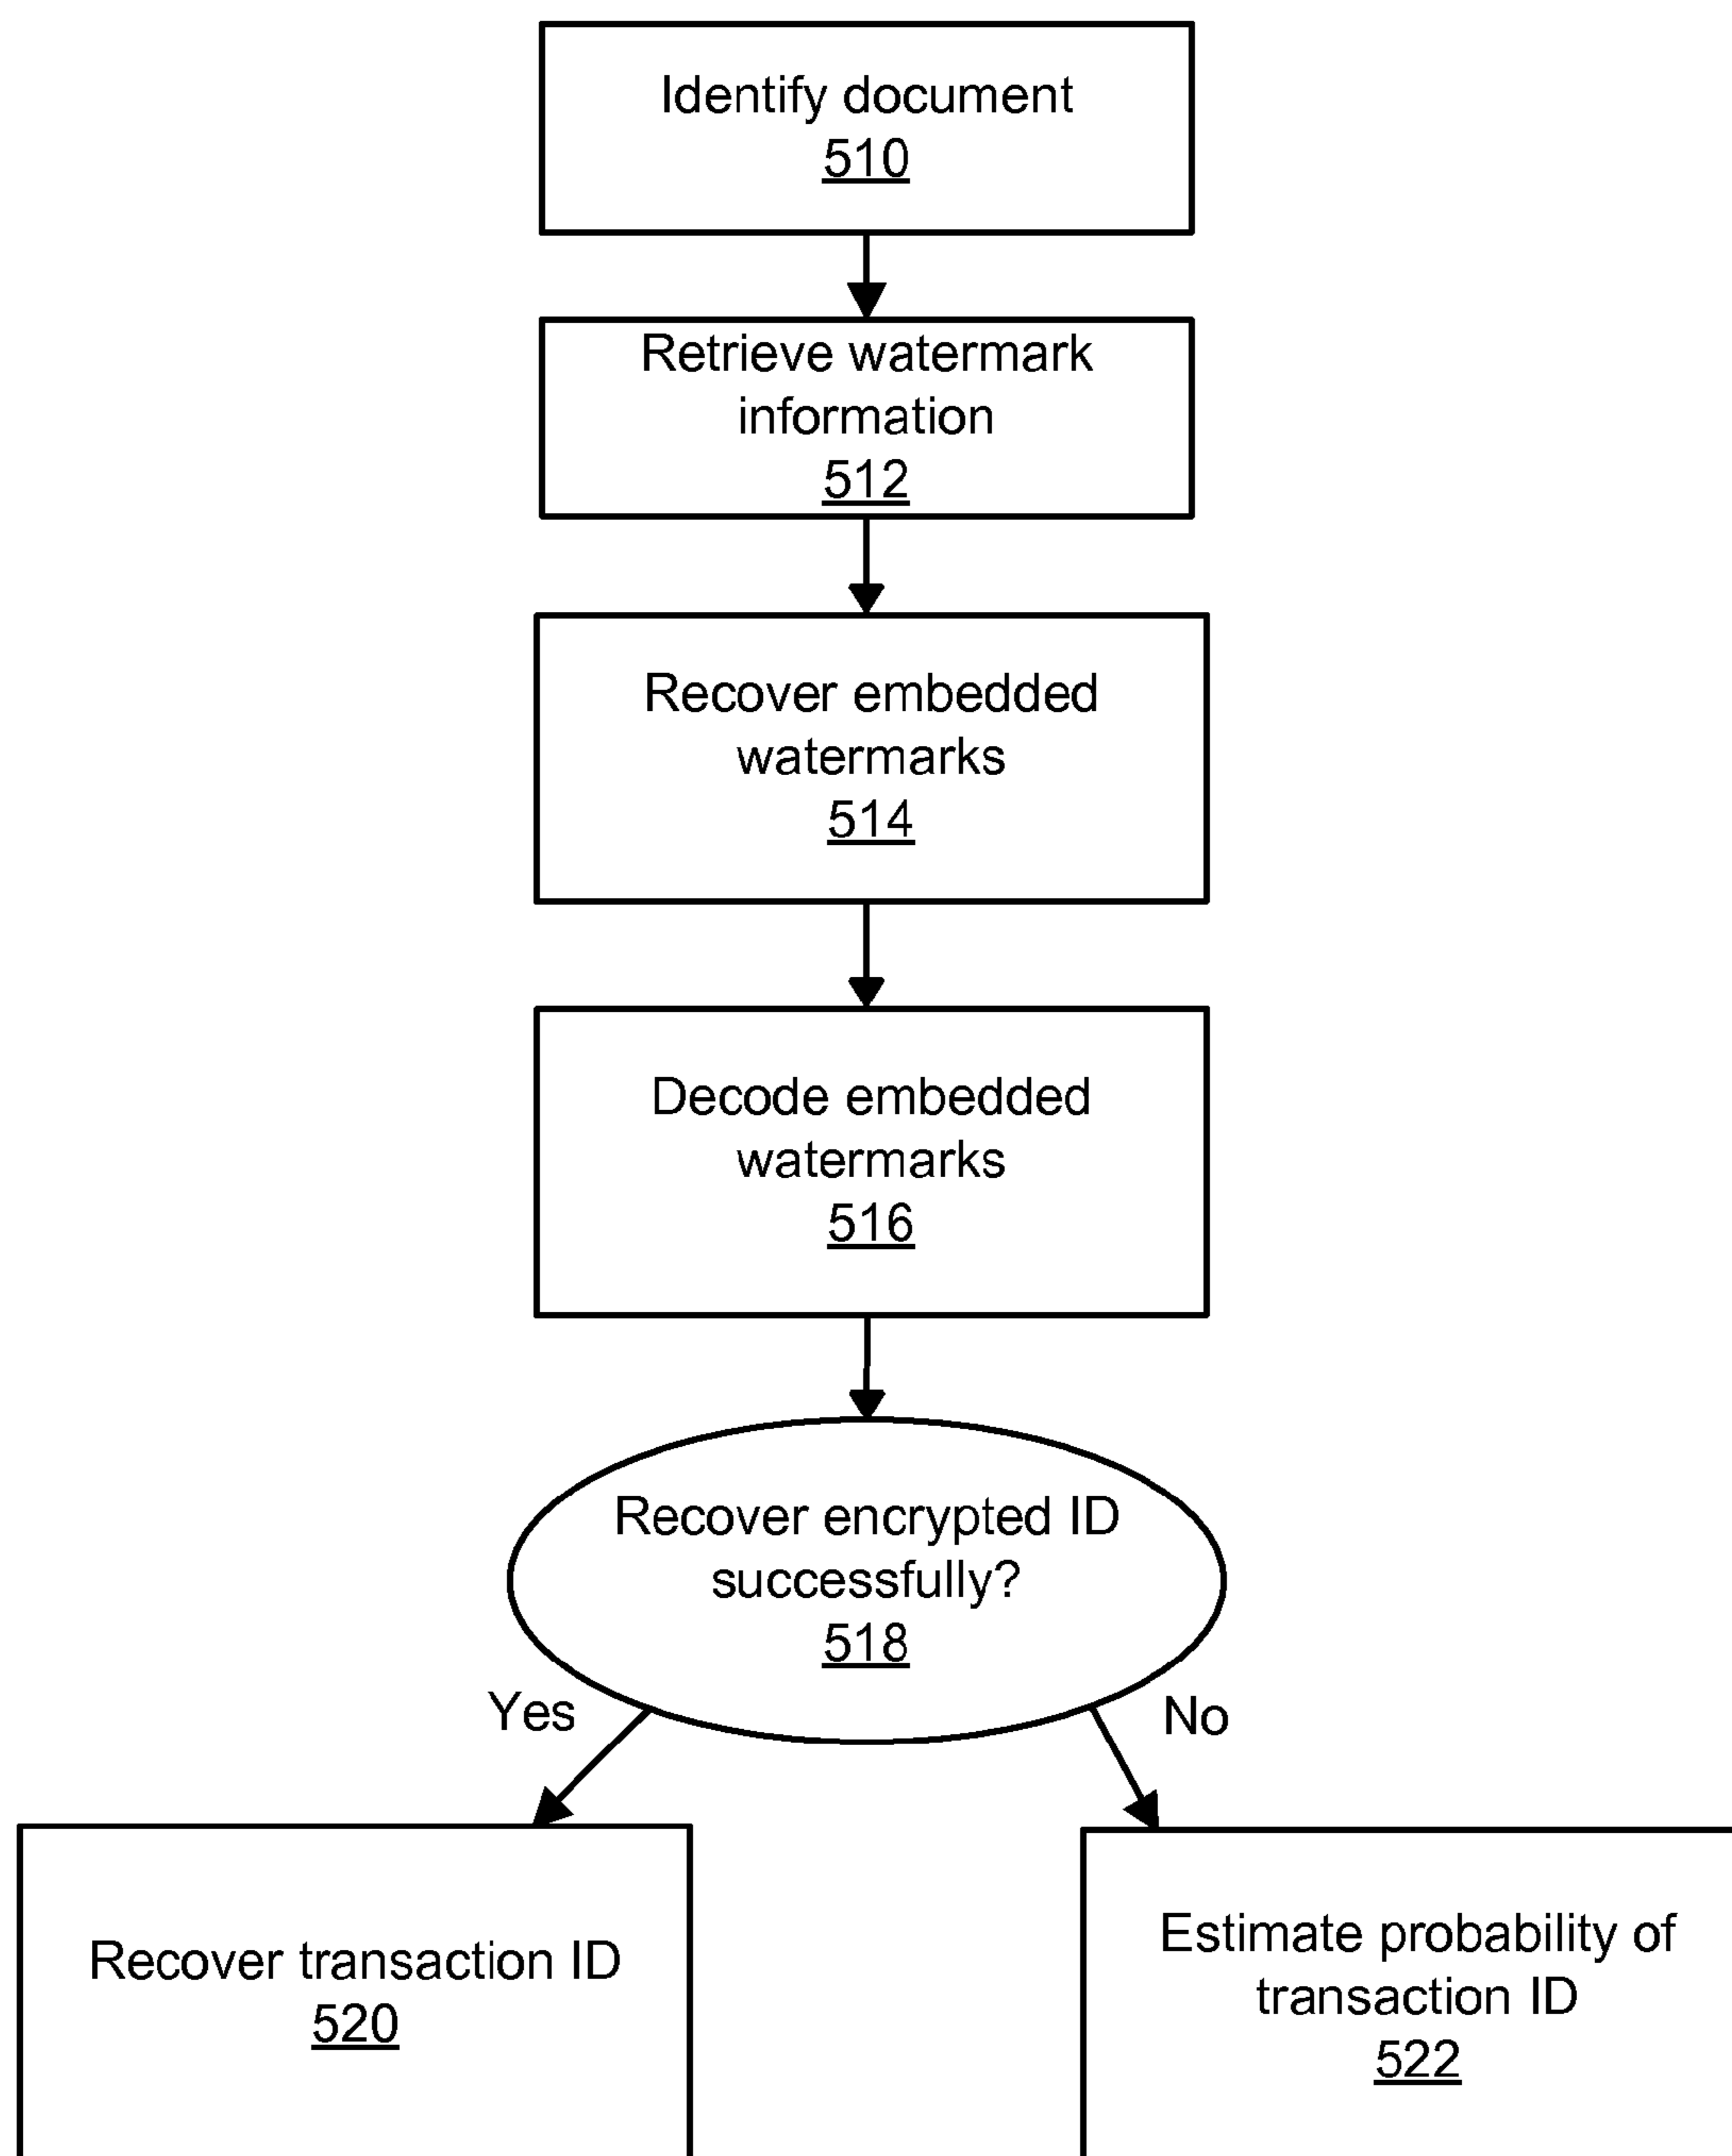 Identify document
510
Retrieve watermark
information
512
Recover embedded
watermarks
514
Decode embedded
watermarks
516
Recover encrypted ID
successfully?
518
Yes
No
Recover transaction ID
520
Estimate probability of
transaction ID
522